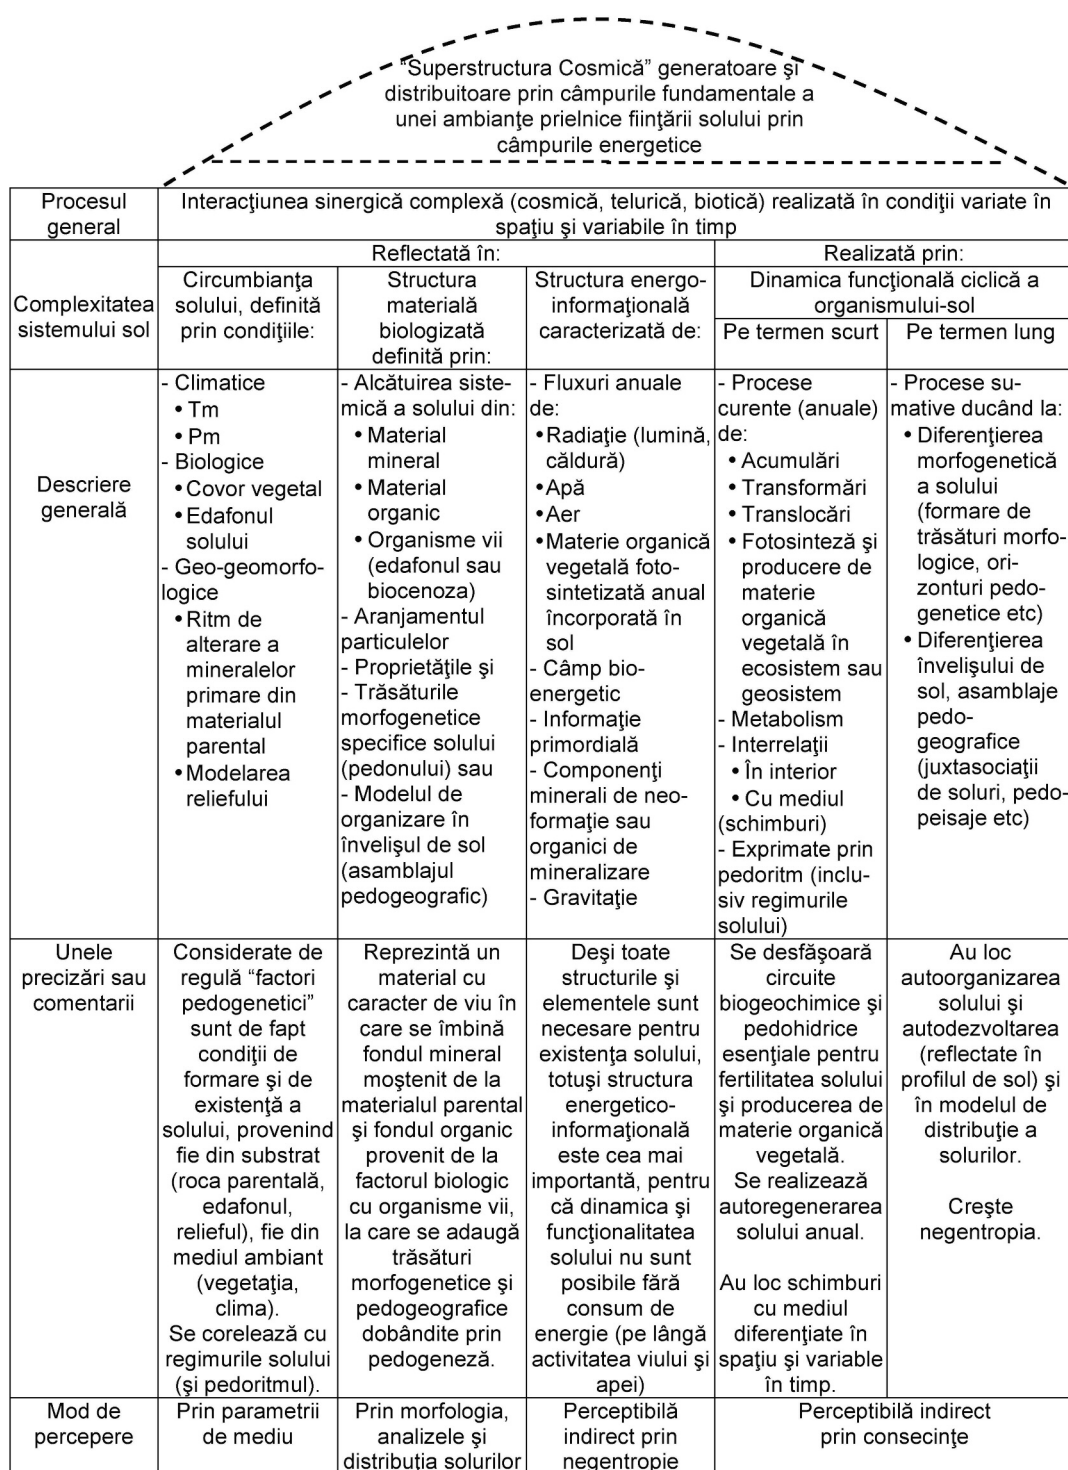 “Superstructura Cosmică” generatoare şi
distribuitoare prin câmpurile fundamentale a
unei ambianţe prielnice fiinţării solului prin
câmpurile energetice
Procesul
general
Interacţiunea sinergică complexă (cosmică, telurică, biotică) realizată în condiţii variate în
spaţiu şi variabile în timp
Complexitatea
sistemului sol
Reflectată în:
Realizată prin:
Circumbianţa
solului, definită
prin condiţiile:
Structura
materială
biologizată
definită prin:
Structura energo-
informaţională
caracterizată de:
Dinamica funcţională ciclică a
organismului-sol
Pe termen scurt
Pe termen lung
Descriere
generală
- Climatice
• Tm
• Pm
- Biologice
• Covor vegetal
• Edafonul
solului
- Geo-geomorfo-
logice
• Ritm de
alterare a
mineralelor
primare din
materialul
parental
• Modelarea
reliefului
- Alcătuirea siste-
mică a solului din:
• Material
mineral
• Material
organic
• Organisme vii
(edafonul sau
biocenoza)
- Aranjamentul
particulelor
- Proprietăţile şi
- Trăsăturile
morfogenetice
specifice solului
(pedonului) sau
- Modelul de
organizare în
învelişul de sol
(asamblajul
pedogeografic)
- Fluxuri anuale
de:
• Radiaţie (lumină,
căldură)
• Apă
• Aer
• Materie organică
vegetală foto-
sintetizată anual
încorporată în
sol
- Câmp bio-
energetic
- Informaţie
primordială
- Componenţi
minerali de neo-
formaţie sau
organici de
mineralizare
- Gravitaţie
- Procese
curente (anuale)
de:
• Acumulări
• Transformări
• Translocări
• Fotosinteză şi
producere de
materie
organică
vegetală în
ecosistem sau
geosistem
- Metabolism
- Interrelaţii
• În interior
• Cu mediul
(schimburi)
- Exprimate prin
pedoritm (inclu-
siv regimurile
solului)
- Procese su-
mative ducând la:
• Diferenţierea
morfogenetică
a solului
(formare de
trăsături morfo-
logice, ori-
zonturi pedo-
genetice etc)
• Diferenţierea
învelişului de
sol, asamblaje
pedo-
geografice
(juxtasociaţii
de soluri, pedo-
peisaje etc)
Unele
precizări sau
comentarii
Considerate de
regulă “factori
pedogenetici”
sunt de fapt
condiţii de
formare şi de
existenţă a
solului, provenind
fie din substrat
(roca parentală,
edafonul,
relieful), fie din
mediul ambiant
(vegetaţia,
clima).
Se corelează cu
regimurile solului
(şi pedoritmul).
Reprezintă un
material cu
caracter de viu în
care se îmbină
fondul mineral
moştenit de la
materialul parental
şi fondul organic
provenit de la
factorul biologic
cu organisme vii,
la care se adaugă
trăsături
morfogenetice şi
pedogeografice
dobândite prin
pedogeneză.
Deşi toate
structurile şi
elementele sunt
necesare pentru
existenţa solului,
totuşi structura
energetico-
informaţională
este cea mai
importantă, pentru
că dinamica şi
funcţionalitatea
solului nu sunt
posibile fără
consum de
energie (pe lângă
activitatea viului şi
apei)
Se desfăşoară
circuite
biogeochimice şi
pedohidrice
esenţiale pentru
fertilitatea solului
şi producerea de
materie organică
vegetală.
Se realizează
autoregenerarea
solului anual.
Au loc schimburi
cu mediul
diferenţiate în
spaţiu şi variable
în timp.
Au loc
autoorganizarea
solului şi
autodezvoltarea
(reflectate în
profilul de sol) şi
în modelul de
distribuţie a
solurilor.
Creşte
negentropia.
Mod de
percepere
Prin parametrii
de mediu
Prin morfologia,
analizele şi
distribuţia solurilor
Perceptibilă
indirect prin
negentropie
Perceptibilă indirect
prin consecinţe